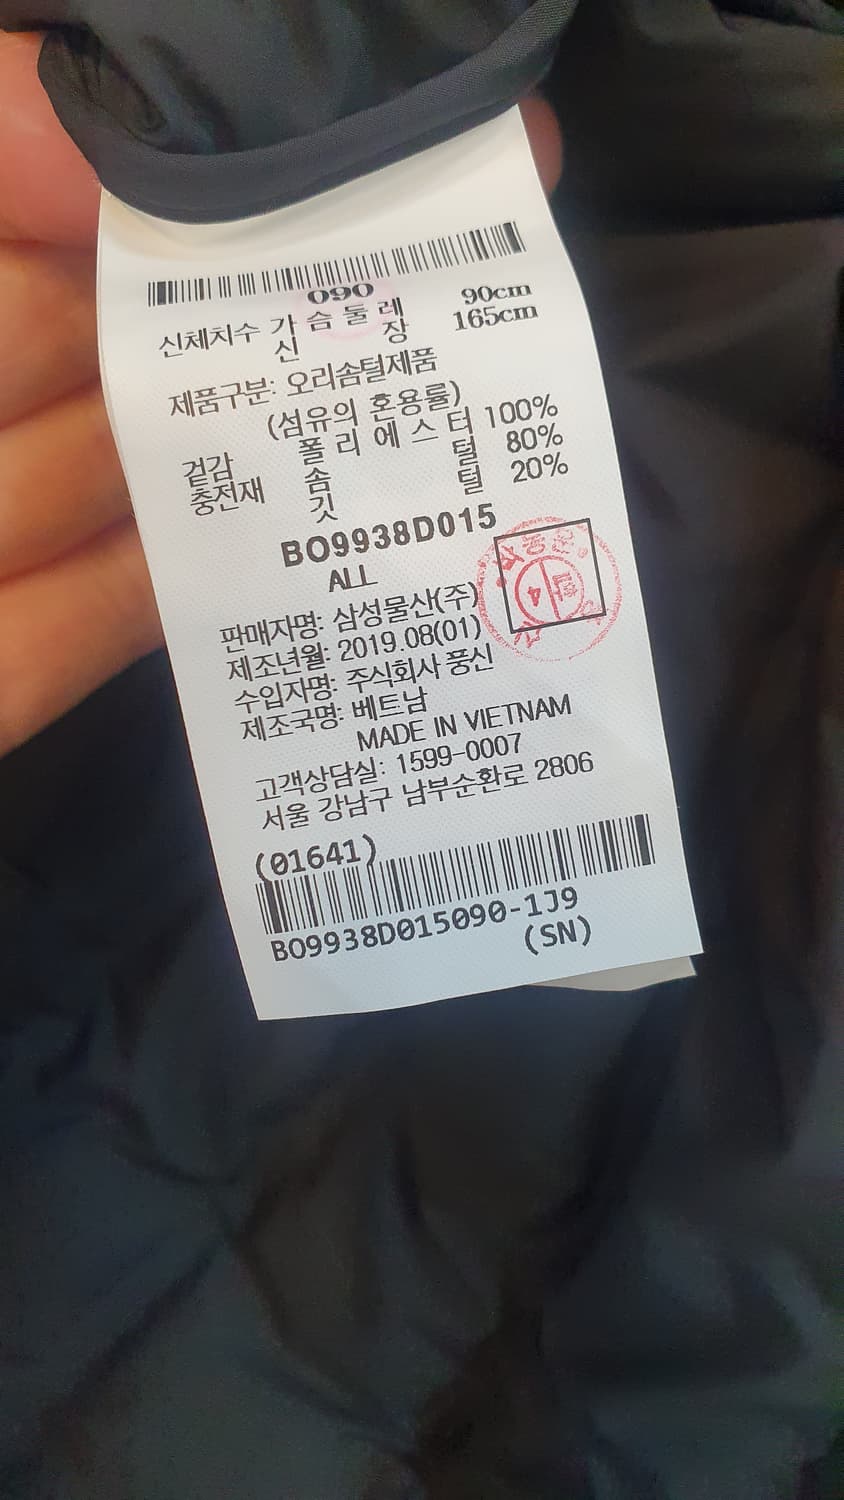 090
신체치수 가 슴 둘 레 90cm
신 장 165cm
제품구분: 오리솜털제품
(섬유의 혼용률)
겉감 폴 리 에 스 터 100%
충전재 솜 털 80%
깃 털 20%
BO9938D015
ALL
판매자명: 삼성물산(주)
제조년월: 2019.08(01)
수입자명: 주식회사 풍신
제조국명: 베트남
MADE IN VIETNAM
고객상담실: 1599-0007
서울 강남구 남부순환로 2806
(01641)
BO9938D015090-1J9
(SN)